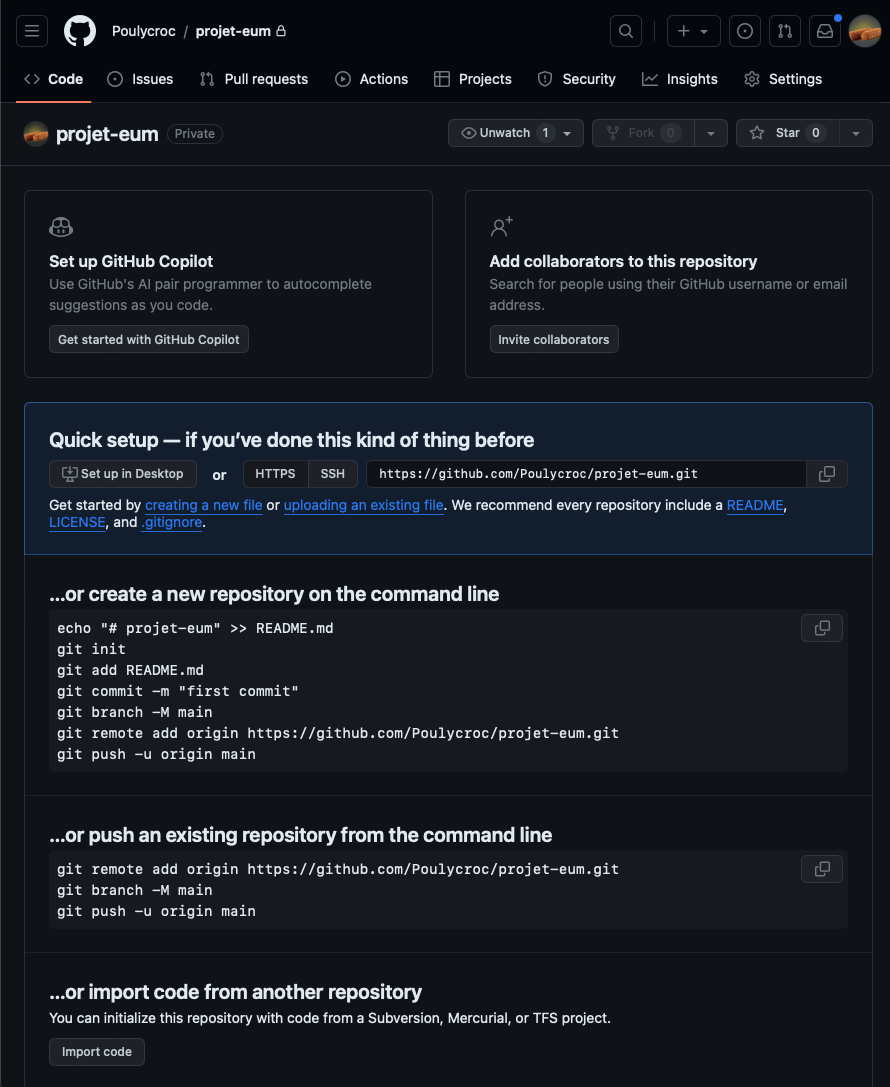 Poulycroc / projet-eum
Code Issues Pull requests Actions Projects Security Insights Settings
projet-eum Private Unwatch 1 Fork 0 Star 0
Set up GitHub Copilot
Use GitHub's AI pair programmer to autocomplete
suggestions as you code.
Get started with GitHub Copilot
Add collaborators to this repository
Search for people using their GitHub username or email
address.
Invite collaborators
Quick setup — if you’ve done this kind of thing before
Set up in Desktop or HTTPS SSH https://github.com/Poulycroc/projet-eum.git
Get started by creating a new file or uploading an existing file. We recommend every repository include a README,
LICENSE, and .gitignore.
…or create a new repository on the command line
echo "# projet-eum" >> README.md
git init
git add README.md
git commit -m "first commit"
git branch -M main
git remote add origin https://github.com/Poulycroc/projet-eum.git
git push -u origin main
…or push an existing repository from the command line
git remote add origin https://github.com/Poulycroc/projet-eum.git
git branch -M main
git push -u origin main
…or import code from another repository
You can initialize this repository with code from a Subversion, Mercurial, or TFS project.
Import code